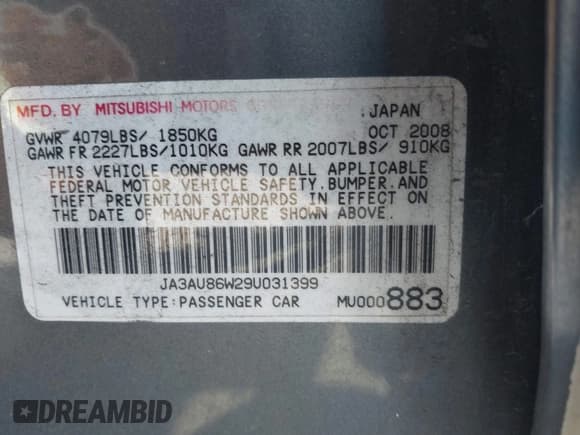 MFD. BY MITSUBISHI MOTORS JAPAN
GVWR 4079LBS/ 1850KG OCT 2008
GAWR FR 2227LBS/1010KG GAWR RR 2007LBS/ 910KG
THIS VEHICLE CONFORMS TO ALL APPLICABLE
FEDERAL MOTOR VEHICLE SAFETY.BUMPER.AND
THEFT PREVENTION STANDARDS IN EFFECT ON
THE DATE OF MANUFACTURE SHOWN ABOVE.
JA3AU86W29U031399
VEHICLE TYPE:PASSENGER CAR MU000883
DREAMBID